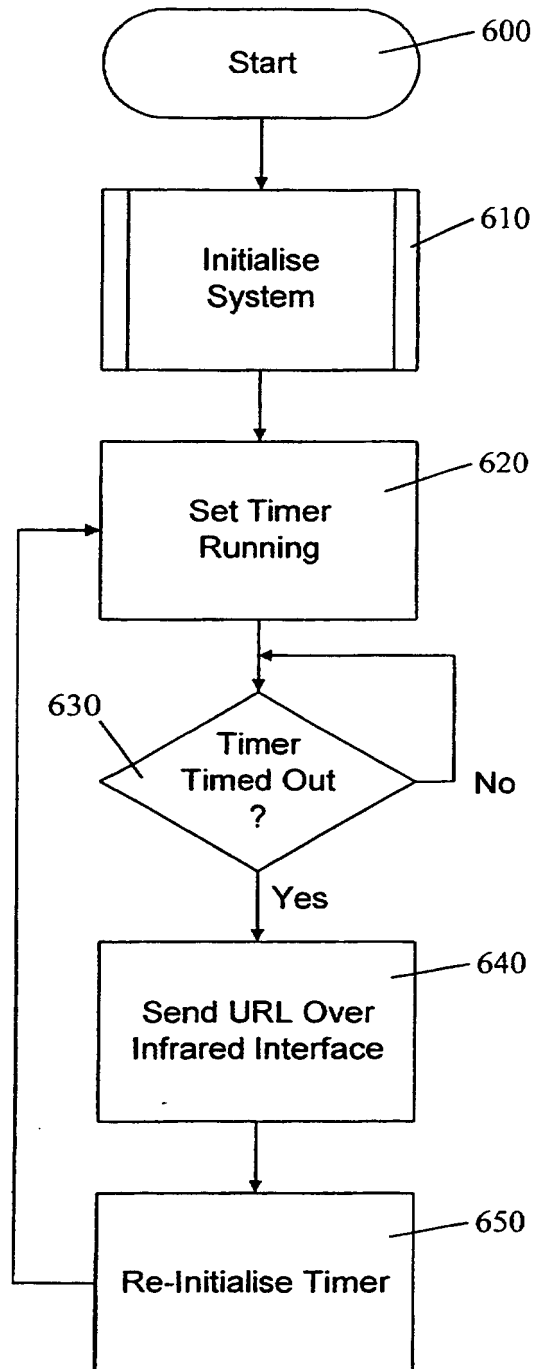 600
Start
610
Initialise
System
620
Set Timer
Running
630
Timer
Timed Out
?
No
Yes
640
Send URL Over
Infrared Interface
650
Re-Initialise Timer